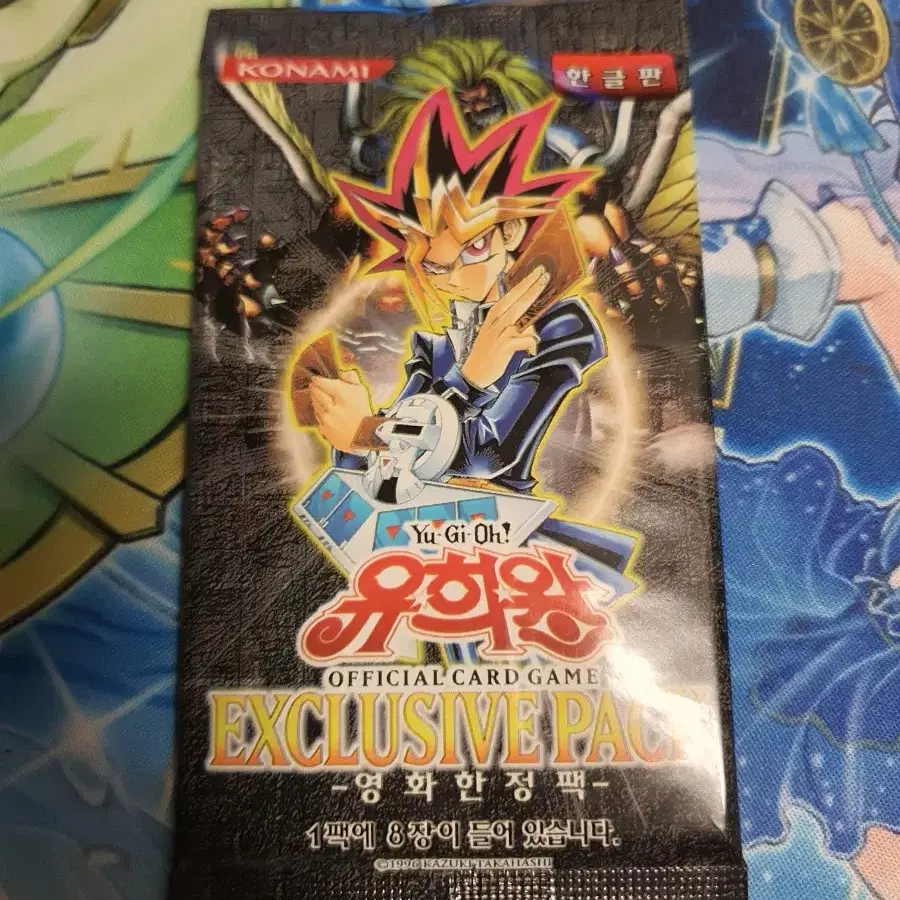 KONAMI
한글판
Yu-Gi-Oh!
유희왕
OFFICIAL CARD GAME
EXCLUSIVE PACK
-영화한정팩-
1팩에 8장이 들어 있습니다.
©1996 KAZUKI TAKAHASHI